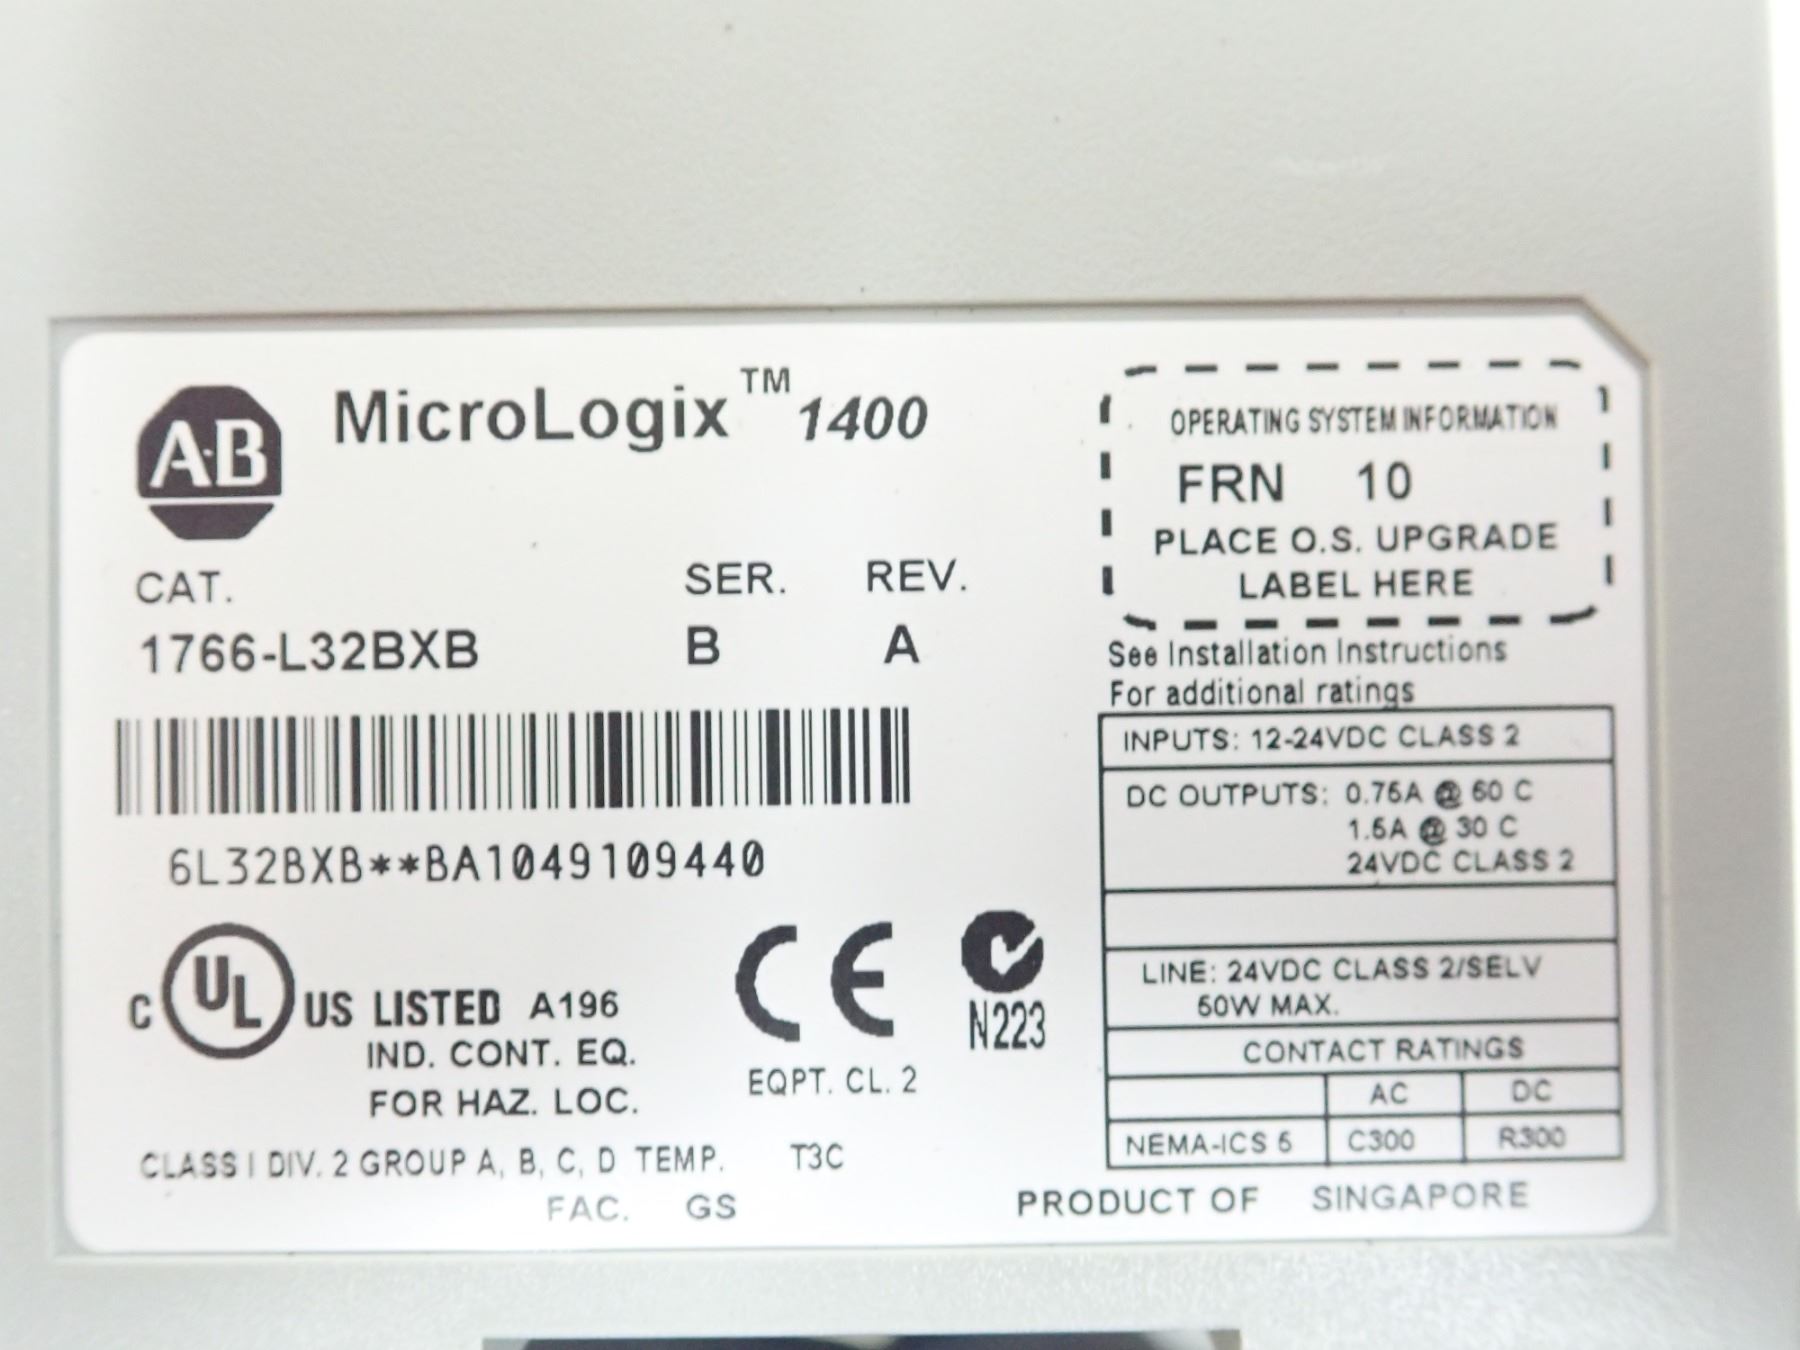 AB
MicroLogix™ 1400
CAT. SER. REV.
1766-L32BXB B A
6L32BXB**BA1049109440
C UL US LISTED A196
IND. CONT. EQ.
FOR HAZ. LOC.
CE
EQPT. CL. 2
N223
CLASS I DIV. 2 GROUP A, B, C, D TEMP. T3C
FAC. GS
OPERATING SYSTEM INFORMATION
FRN 10
PLACE O.S. UPGRADE
LABEL HERE
See Installation Instructions
For additional ratings
INPUTS: 12-24VDC CLASS 2
DC OUTPUTS: 0.75A @ 60 C
1.5A @ 30 C
24VDC CLASS 2
LINE: 24VDC CLASS 2/SELV
50W MAX.
CONTACT RATINGS
AC DC
NEMA-ICS 5 C300 R300
PRODUCT OF SINGAPORE